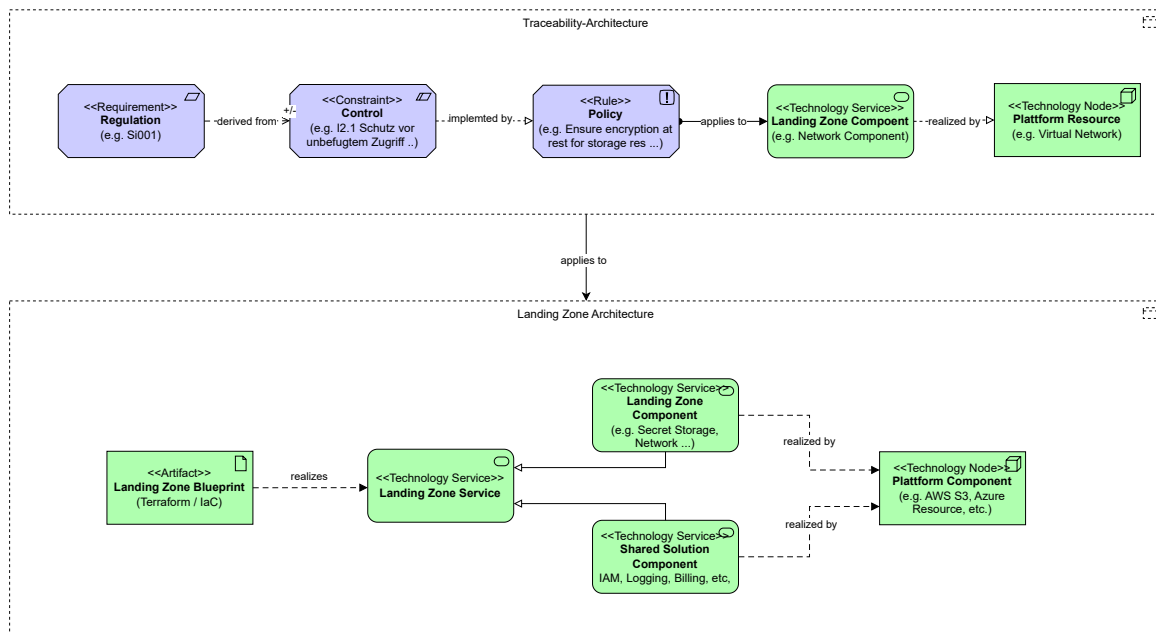 Traceability-Architecture
<<Requirement>>
Regulation
(e.g. Si001)
derived from
+/-
<<Constraint>>
Control
(e.g. I2.1 Schutz vor
unbefugtem Zugriff ..)
implemted by
<<Rule>>
Policy
(e.g. Ensure encryption at
rest for storage res ...)
applies to
<<Technology Service>>
Landing Zone Compoent
(e.g. Network Component)
realized by
<<Technology Node>>
Plattform Resource
(e.g. Virtual Network)
applies to
Landing Zone Architecture
<<Artifact>>
Landing Zone Blueprint
(Terraform / IaC)
realizes
<<Technology Service>>
Landing Zone Service
<<Technology Service>>
Landing Zone
Component
(e.g. Secret Storage,
Network ...)
realized by
<<Technology Service>>
Shared Solution
Component
IAM, Logging, Billing, etc,
realized by
<<Technology Node>>
Plattform Component
(e.g. AWS S3, Azure
Resource, etc.)